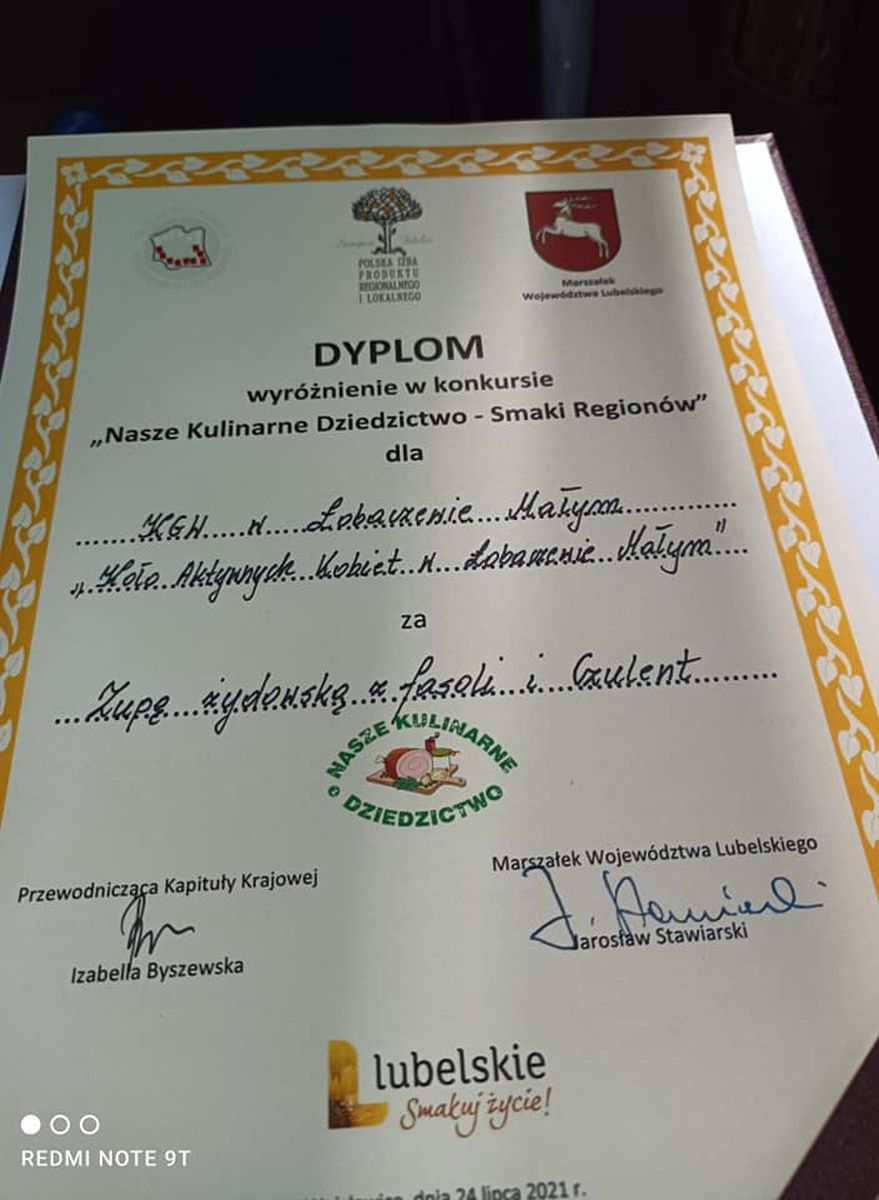 POLSKA IZBA
PRODUKTU
REGIONALNEGO
I LOKALNEGO
Marszałek
Województwa Lubelskiego
DYPLOM
wyróżnienie w konkursie
„Nasze Kulinarne Dziedzictwo - Smaki Regionów”
dla
KGW w Łobaczenie Małym
„Koło Aktywnych Kobiet w Łobaczenie Małym”
za
Zupę żydowską z fasoli i Czulent
NASZE KULINARNE
DZIEDZICTWO
Przewodnicząca Kapituły Krajowej
Marszałek Województwa Lubelskiego
Izabella Byszewska
Jarosław Stawiarski
lubelskie
Smakuj życie!
dnia 24 lipca 2021 r.
REDMI NOTE 9T